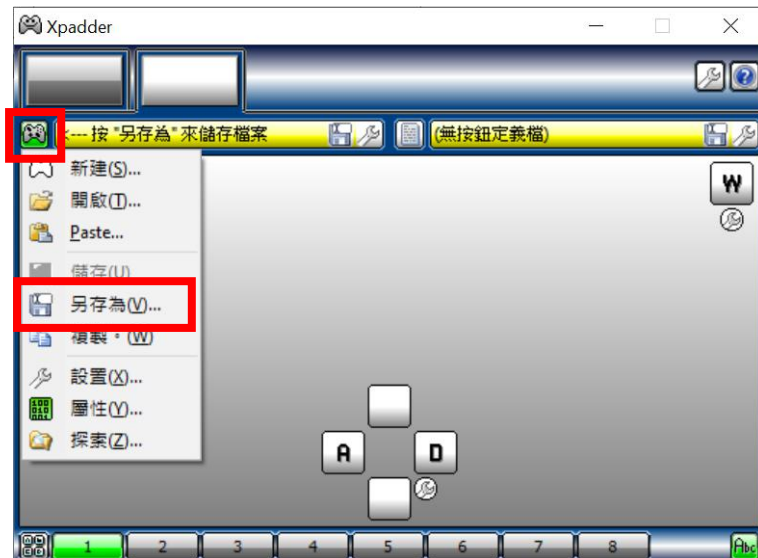 Xpadder
<--- 按 "另存為" 來儲存檔案
(無按鈕定義檔)
新建(S)...
開啟(T)...
Paste...
儲存(U)
另存為(V)...
複製。(W)
設置(X)...
屬性(Y)...
探索(Z)...
W
A
D
1 2 3 4 5 6 7 8 Abc